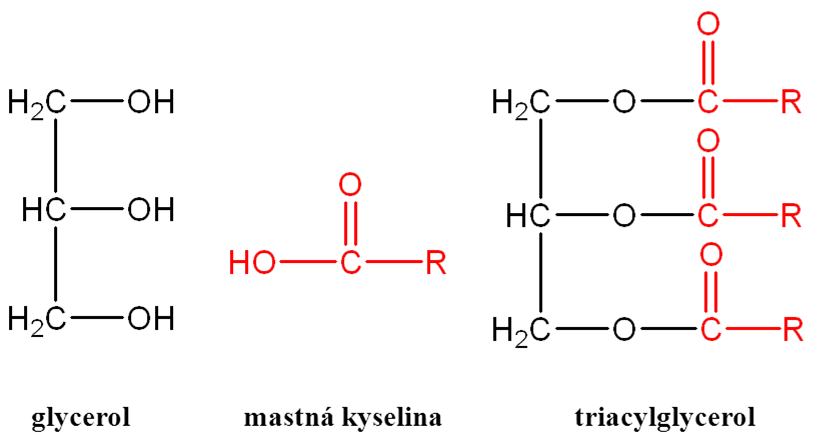 H₂C OH
HC OH
H₂C OH
O
HO C R
O
H₂C O C R
O
HC O C R
O
H₂C O C R
glycerol
mastná kyselina
triacylglycerol